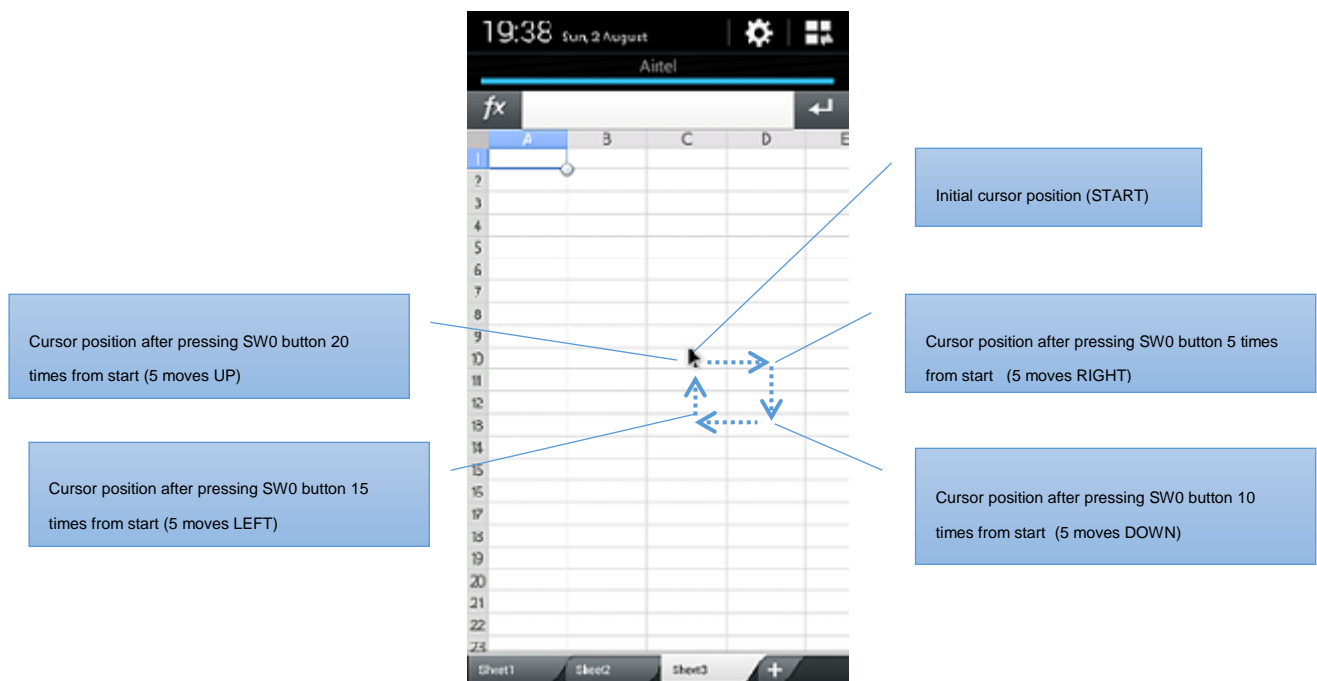 19:38 Sun, 2 August
Airtel
fx
A B C D E
1
2
3
4
5
6
7
8
9
10
11
12
13
14
15
16
17
18
19
20
21
22
23
Sheet1 Sheet2 Sheet3 +
Initial cursor position (START)
Cursor position after pressing SW0 button 20
times from start (5 moves UP)
Cursor position after pressing SW0 button 5 times
from start (5 moves RIGHT)
Cursor position after pressing SW0 button 15
times from start (5 moves LEFT)
Cursor position after pressing SW0 button 10
times from start (5 moves DOWN)